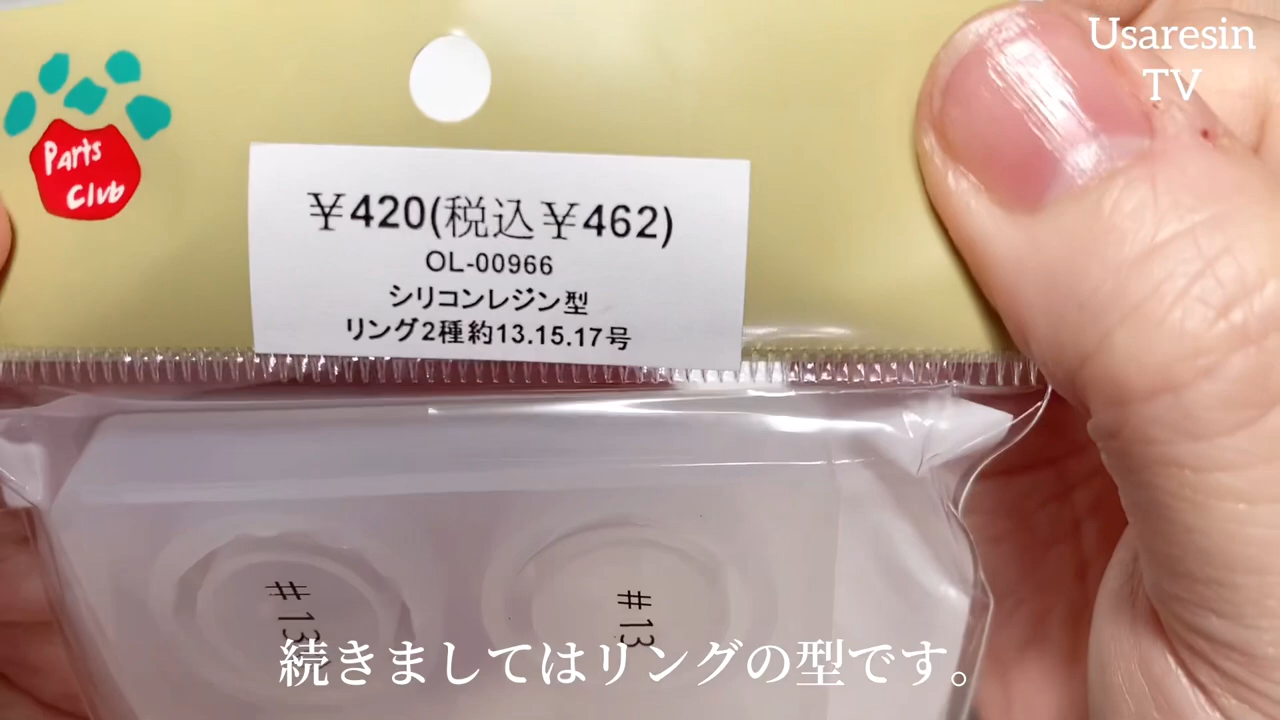 Usaresin
TV
Parts
Club
￥420(税込￥462)
OL-00966
シリコンレジン型
リング2種約13.15.17号
#13
#13
続きましてはリングの型です。